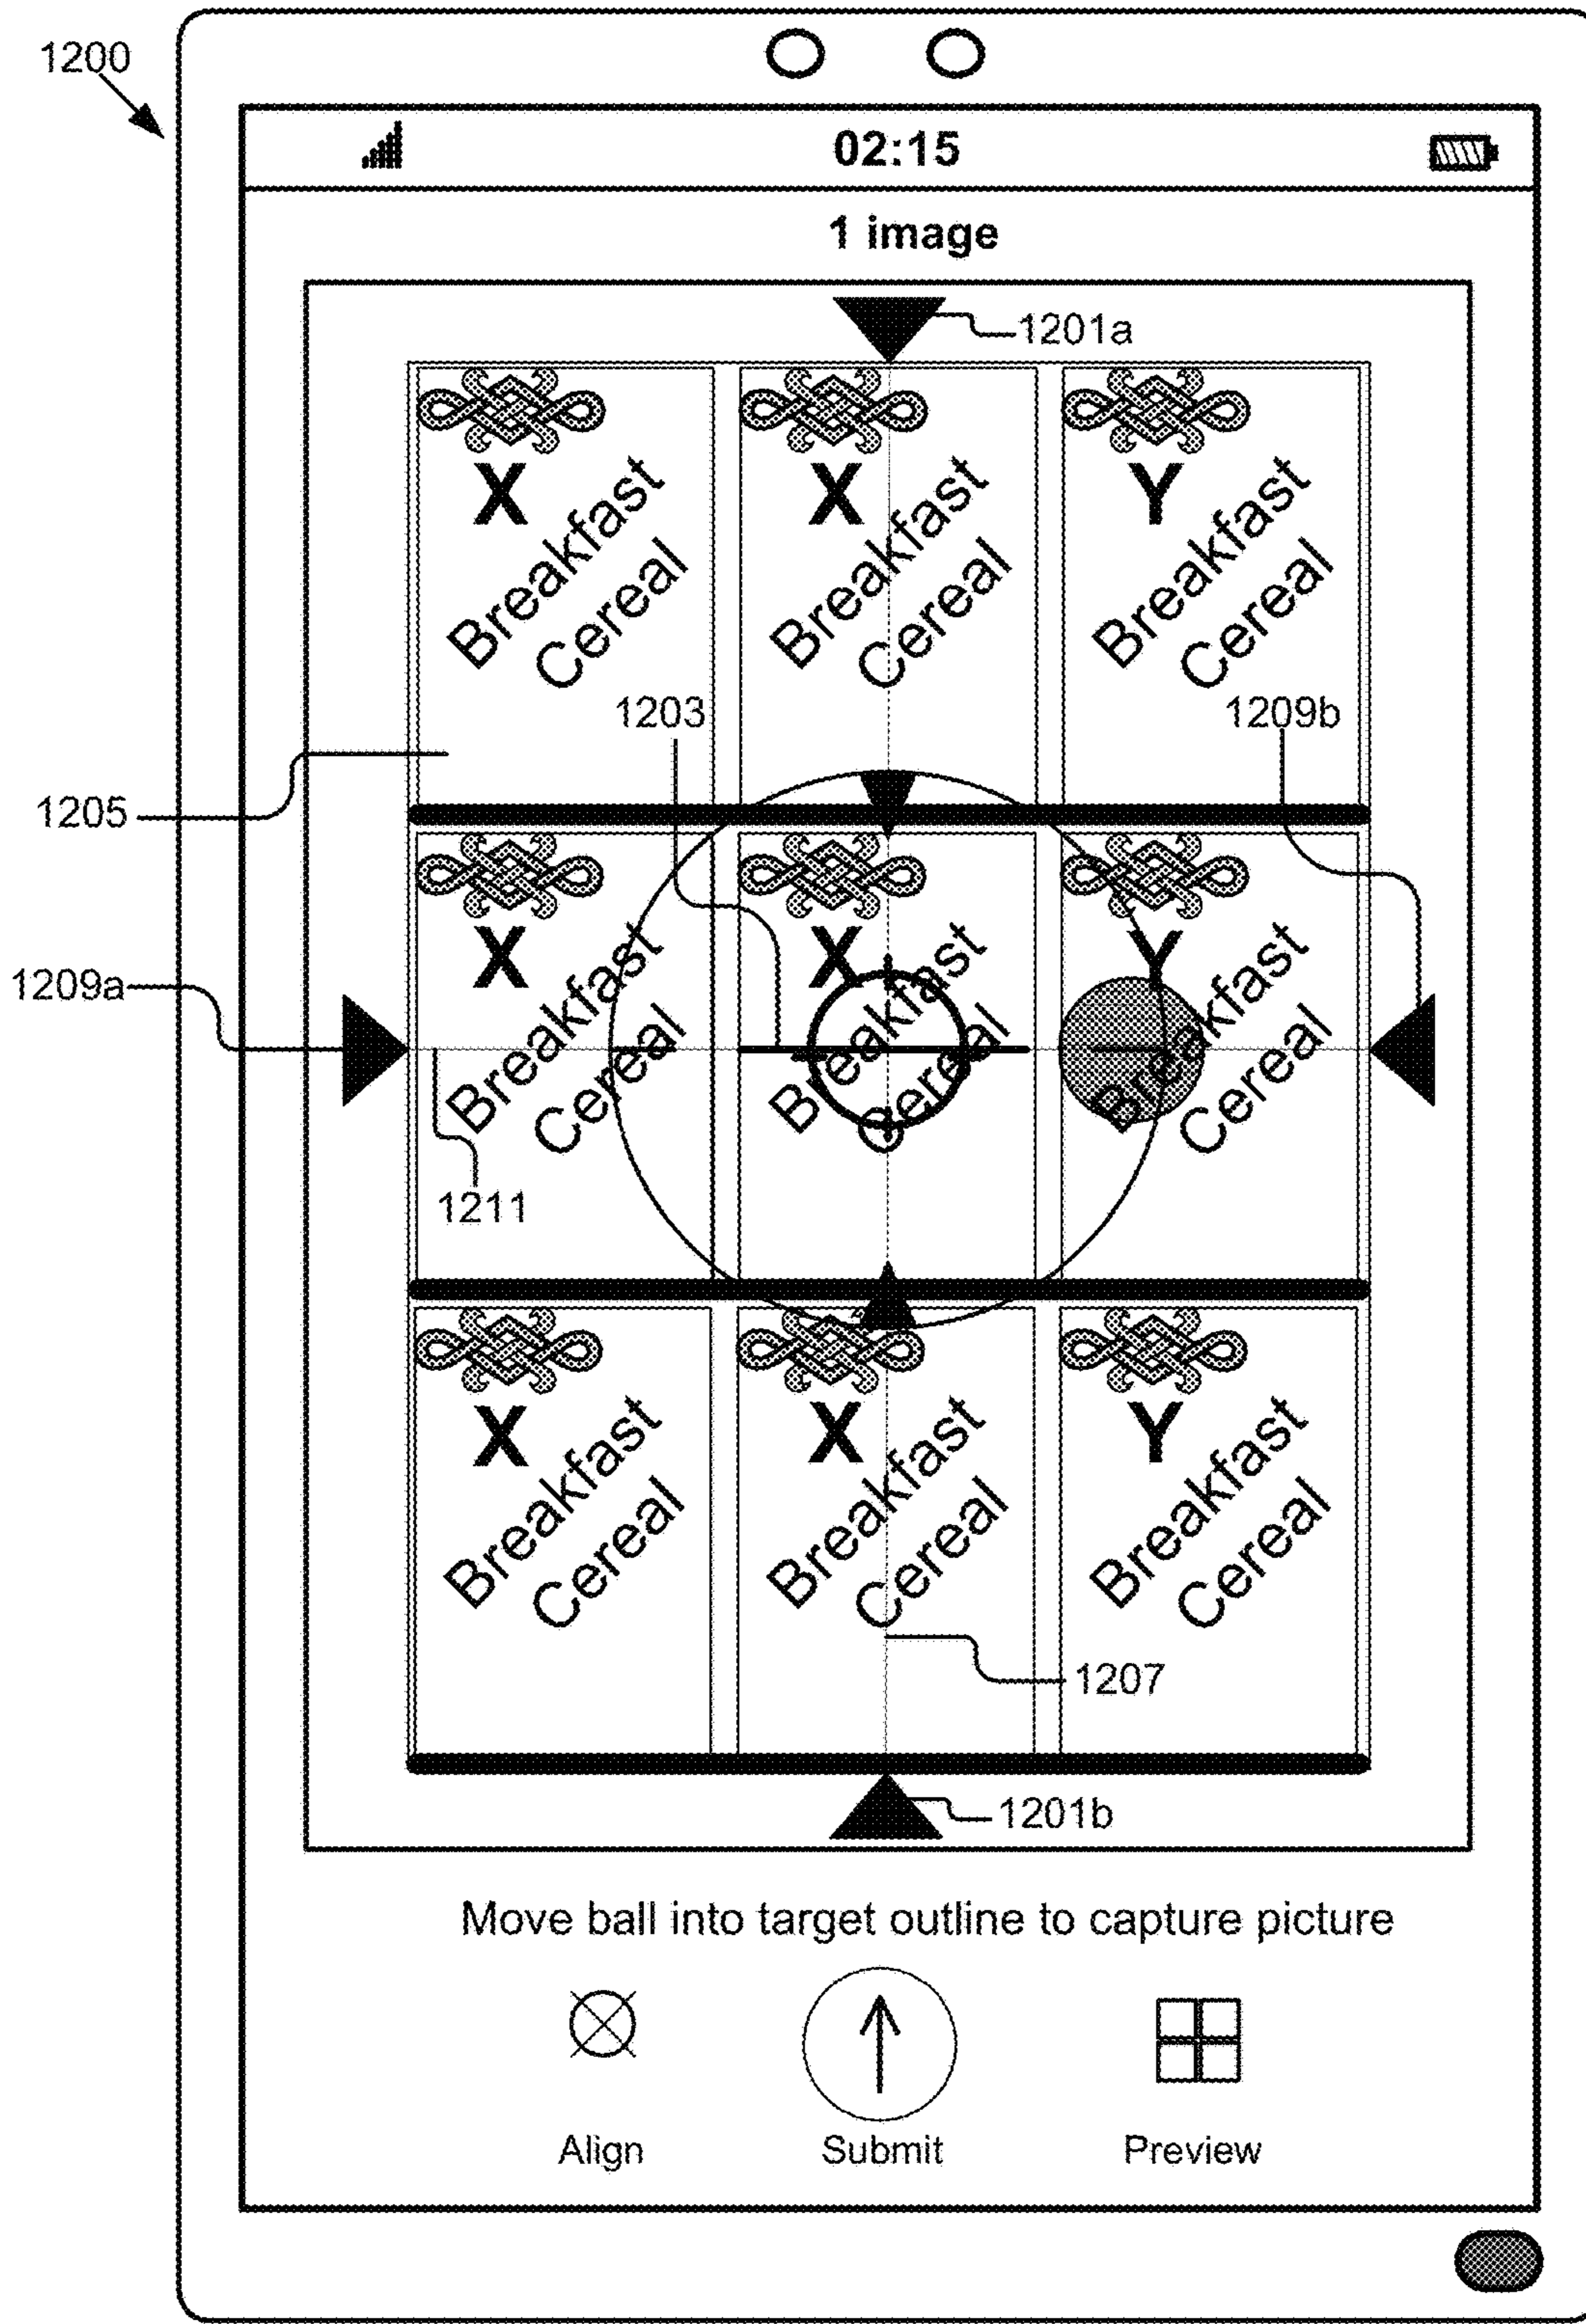 1200
02:15
1 image
1201a
X
Breakfast
Cereal
X
Breakfast
Cereal
Y
Breakfast
Cereal
1203
1209b
1205
X
Breakfast
Cereal
X
Breakfast
Cereal
Y
Breakfast
Cereal
1209a
1211
X
Breakfast
Cereal
X
Breakfast
Cereal
Y
Breakfast
Cereal
1207
1201b
Move ball into target outline to capture picture
Align
Submit
Preview